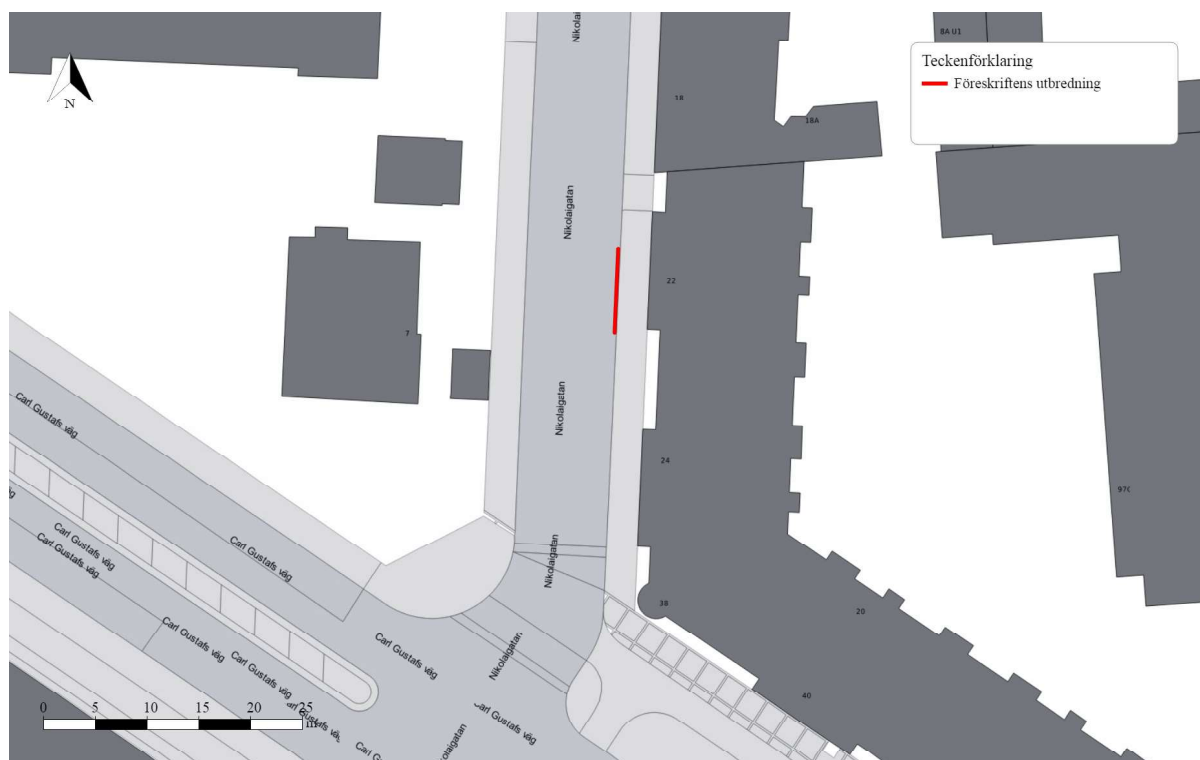 Nikolaigatan
8A U1
Teckenförklaring
Föreskriftens utbredning
N
18
18A
Nikolaigatan
22
7
Nikolaigatan
Carl Gustafs väg
24
970
Carl Gustafs väg
Carl Gustafs väg
Carl Gustafs väg
Nikolaigatan
38
20
Carl Gustafs väg
Carl Gustafs väg
Nikolaigatan
Carl Gustafs väg
40
0 5 10 15 20 25
m
Carl Gustafs väg